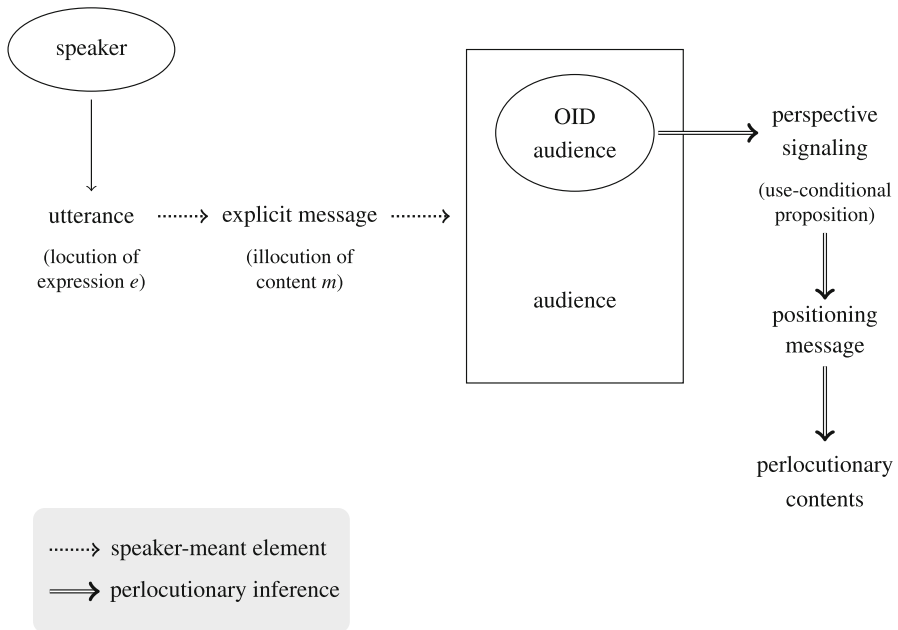 speaker
utterance
(locution of
expression e)
explicit message
(illocution of
content m)
OID
audience
audience
perspective
signaling
(use-conditional
proposition)
positioning
message
perlocutionary
contents
speaker-meant element
perlocutionary inference